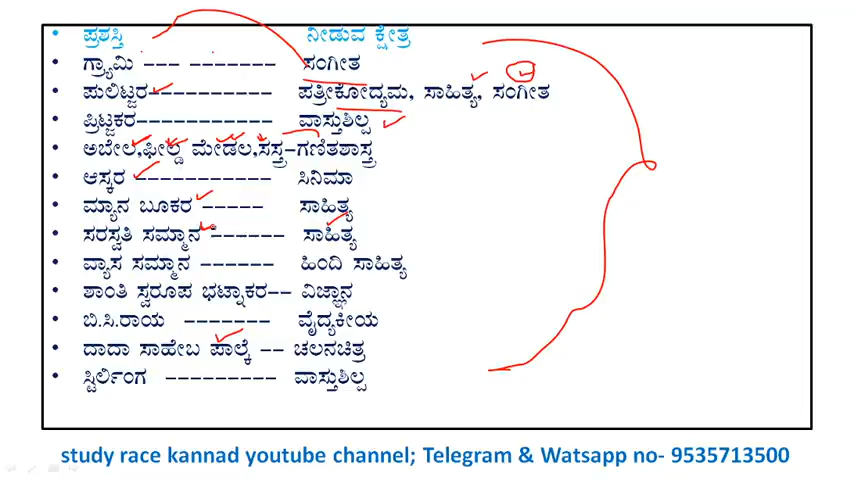 • ಪ್ರಶಸ್ತಿ ನೀಡುವ ಕ್ಷೇತ್ರ
• ಗ್ರ್ಯಾಮಿ --- ------- ಸಂಗೀತ
• ಪುಲಿಟ್ಜರ----------- ಪತ್ರೀಕೋದ್ಯಮ, ಸಾಹಿತ್ಯ, ಸಂಗೀತ
• ಪ್ರಿಟ್ಜಕರ------------ ವಾಸ್ತುಶಿಲ್ಪ
• ಅಬೇಲ,ಫೀಲ್ಡ ಮೇಡಲ,ಸಸ್ತ್ರ-ಗಣಿತಶಾಸ್ತ್ರ
• ಆಸ್ಕರ ------------ ಸಿನಿಮಾ
• ಮ್ಯಾನ ಬೂಕರ ----- ಸಾಹಿತ್ಯ
• ಸರಸ್ವತಿ ಸಮ್ಮಾನ ------ ಸಾಹಿತ್ಯ
• ವ್ಯಾಸ ಸಮ್ಮಾನ ------ ಹಿಂದಿ ಸಾಹಿತ್ಯ
• ಶಾಂತಿ ಸ್ವರೂಪ ಭಟ್ನಾಕರ-- ವಿಜ್ಞಾನ
• ಬಿ.ಸಿ.ರಾಯ ------- ವೈದ್ಯಕೀಯ
• ದಾದಾ ಸಾಹೇಬ ಪಾಲ್ಕೆ -- ಚಲನಚಿತ್ರ
• ಸ್ಟಿರ್ಲಿಂಗ --------- ವಾಸ್ತುಶಿಲ್ಪ
study race kannad youtube channel; Telegram & Watsapp no- 9535713500